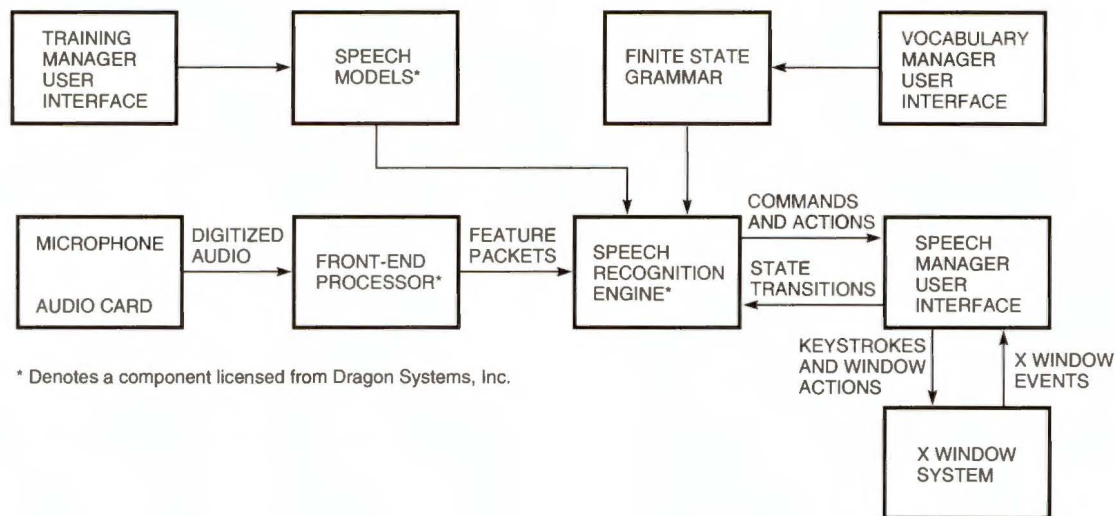 TRAINING
MANAGER
USER
INTERFACE
SPEECH
MODELS*
FINITE STATE
GRAMMAR
VOCABULARY
MANAGER
USER
INTERFACE
MICROPHONE
AUDIO CARD
DIGITIZED
AUDIO
FRONT-END
PROCESSOR*
FEATURE
PACKETS
SPEECH
RECOGNITION
ENGINE*
COMMANDS
AND ACTIONS
STATE
TRANSITIONS
SPEECH
MANAGER
USER
INTERFACE
KEYSTROKES
AND WINDOW
ACTIONS
X WINDOW
EVENTS
X WINDOW
SYSTEM
* Denotes a component licensed from Dragon Systems, Inc.